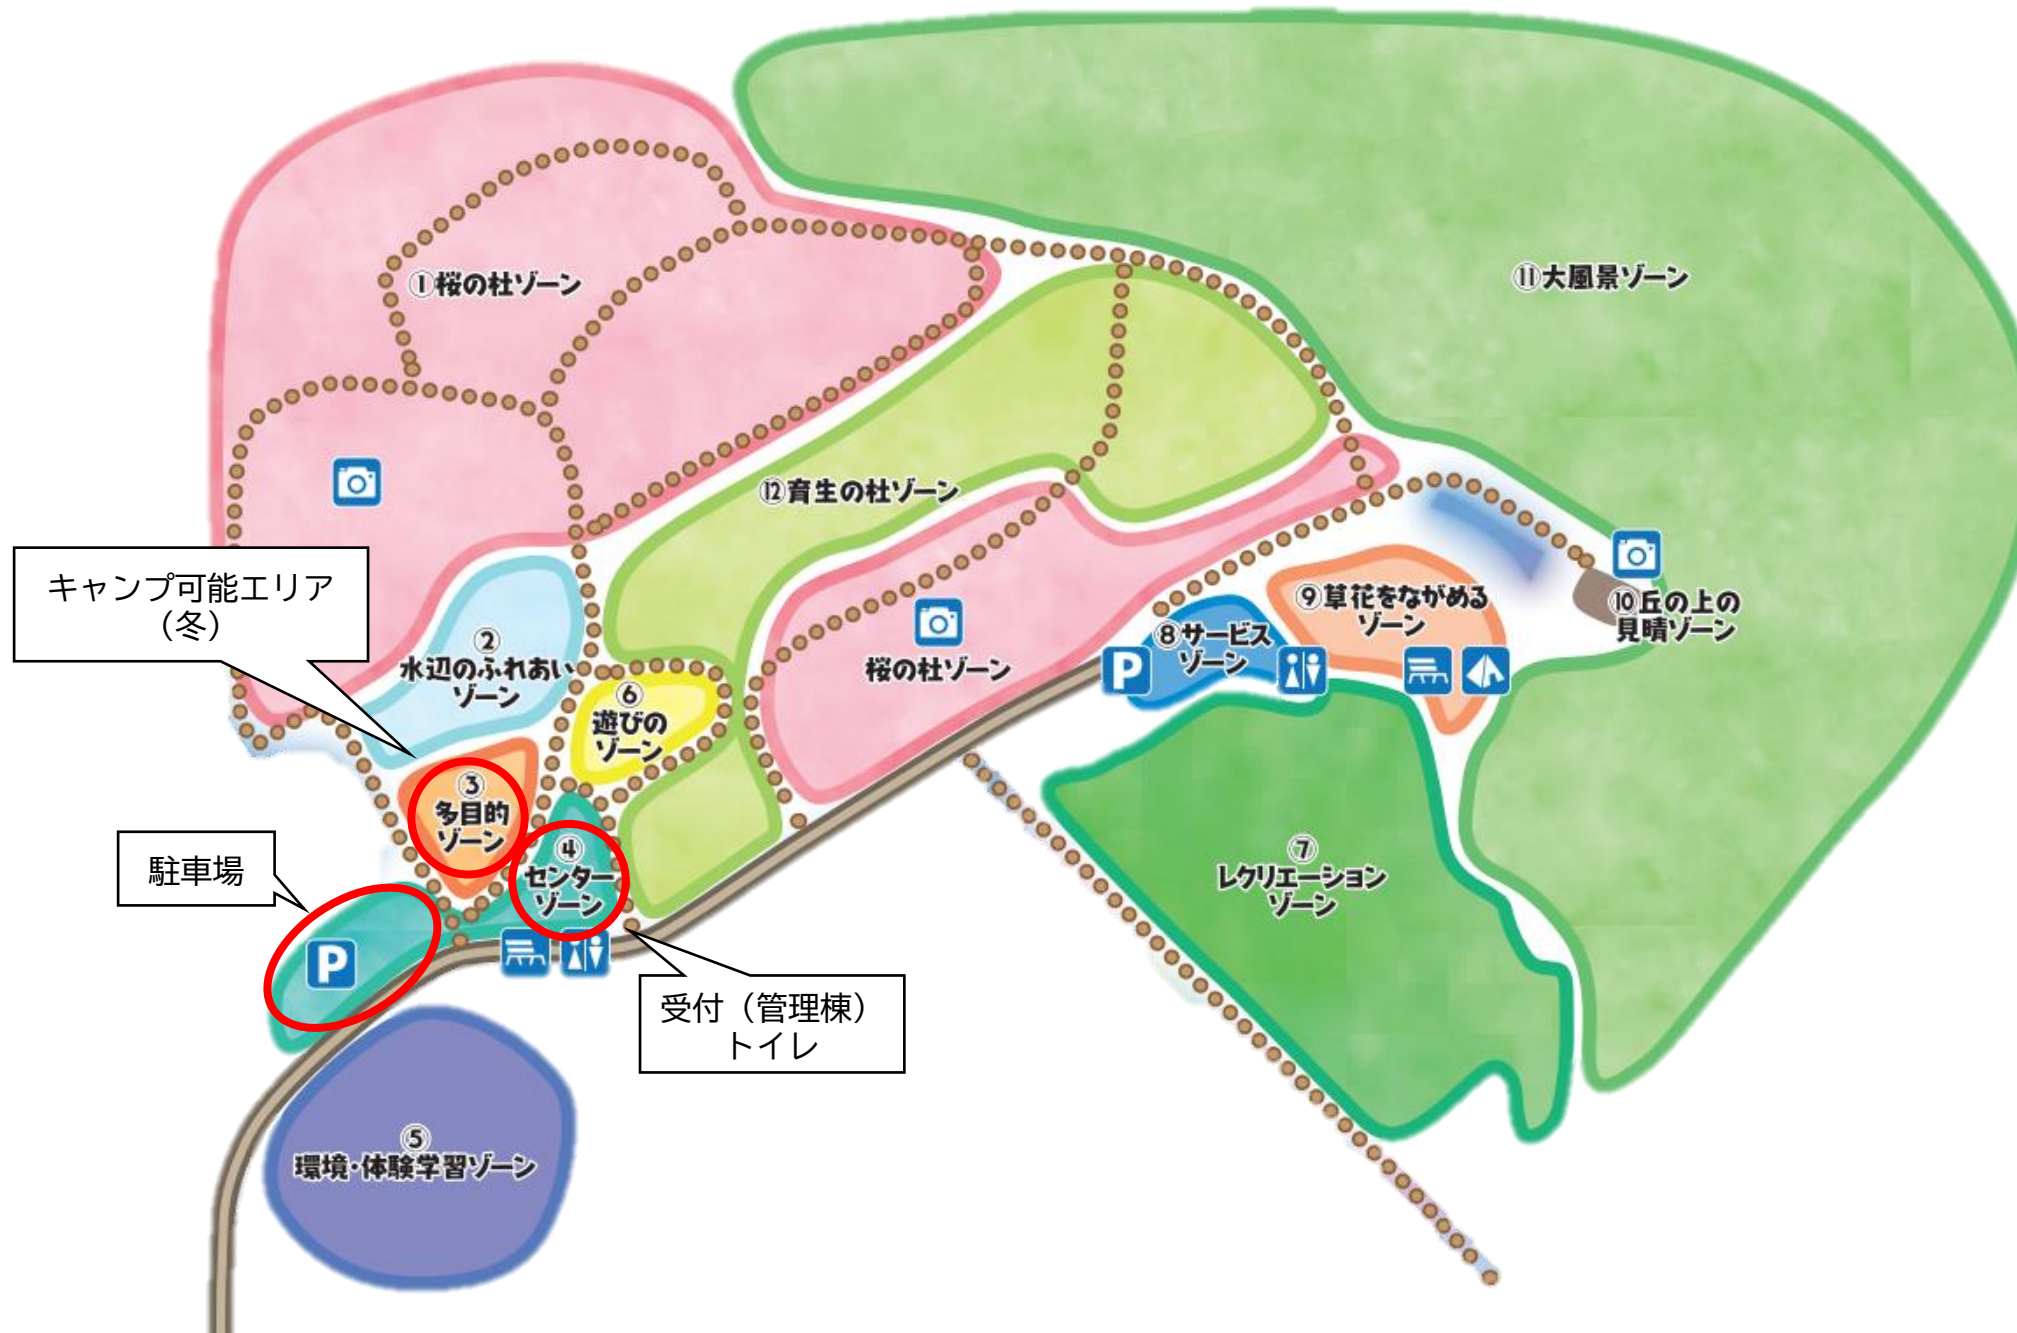 ①桜の杜ゾーン
⑪大風景ゾーン
⑫育生の杜ゾーン
キャンプ可能エリア
（冬）
②
水辺のふれあい
ゾーン
⑥
遊びの
ゾーン
桜の杜ゾーン
⑧サービス
ゾーン
⑨草花をながめる
ゾーン
⑩丘の上の
見晴ゾーン
P
③
多目的
ゾーン
④
センター
ゾーン
駐車場
P
受付（管理棟）
トイレ
⑦
レクリエーション
ゾーン
⑤
環境・体験学習ゾーン